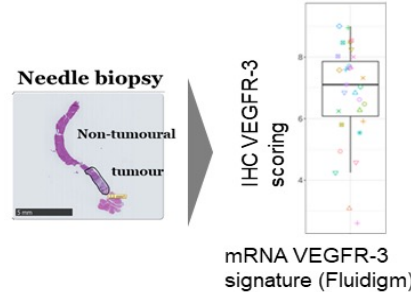 Needle biopsy
Non-tumoural
tumour
5 mm
IHC VEGFR-3
scoring
8
6
4
mRNA VEGFR-3
signature (Fluidigm)